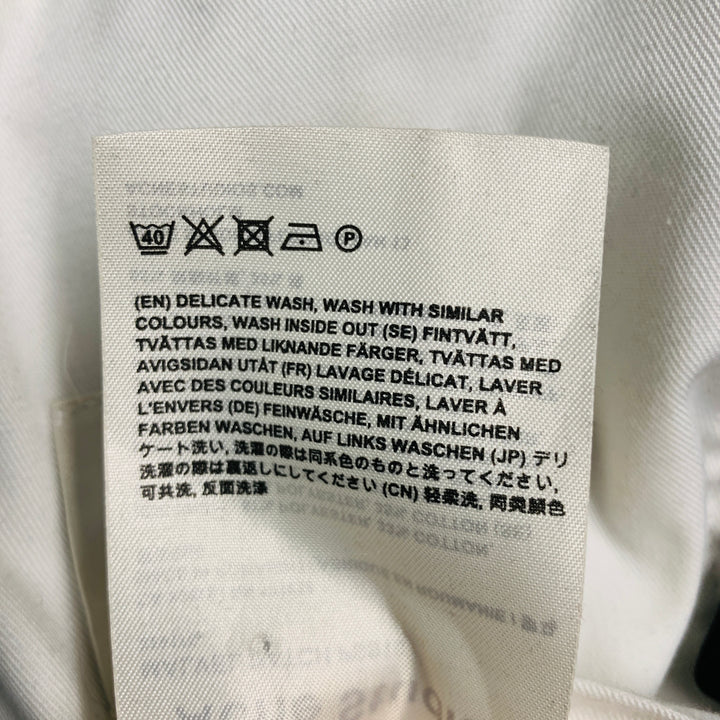 40
P
(EN) DELICATE WASH, WASH WITH SIMILAR
COLOURS, WASH INSIDE OUT (SE) FINTVÄTT,
TVÄTTAS MED LIKNANDE FÄRGER, TVÄTTAS MED
AVIGSIDAN UTÅT (FR) LAVAGE DÉLICAT, LAVER
AVEC DES COULEURS SIMILAIRES, LAVER À
L'ENVERS (DE) FEINWÄSCHE, MIT ÄHNLICHEN
FARBEN WASCHEN, AUF LINKS WASCHEN (JP) デリ
ケート洗い, 洗濯の際は同系色のものと洗ってください,
洗濯の際は裏返しにしてください (CN) 轻柔洗, 同类颜色
可共洗, 反面洗涤